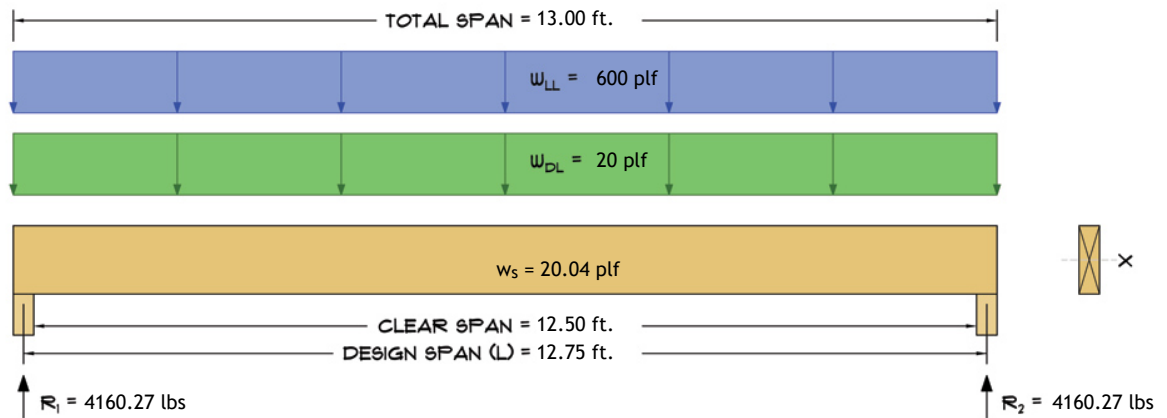 TOTAL SPAN = 13.00 ft.
wLL = 600 plf
wDL = 20 plf
ws = 20.04 plf
X
CLEAR SPAN = 12.50 ft.
DESIGN SPAN (L) = 12.75 ft.
R1 = 4160.27 lbs
R2 = 4160.27 lbs